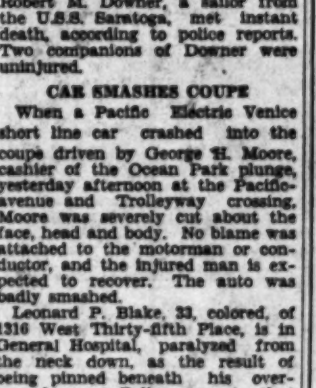 Robert M. Downer, a sailor from
the U.S.S. Saratoga, met instant
death, according to police reports.
Two companions of Downer were
uninjured.
CAR SMASHES COUPE
When a Pacific Electric Venice
short line car crashed into the
coupe driven by George H. Moore,
cashier of the Ocean Park plunge,
yesterday afternoon at the Pacific-
avenue and Trolleyway crossing,
Moore was severely cut about the
face, head and body. No blame was
attached to the motorman or con-
ductor, and the injured man is ex-
pected to recover. The auto was
badly smashed.
Leonard P. Blake, 33, colored, of
1316 West Thirty-fifth Place, is in
General Hospital, paralyzed from
the neck down, as the result of
being pinned beneath his over-